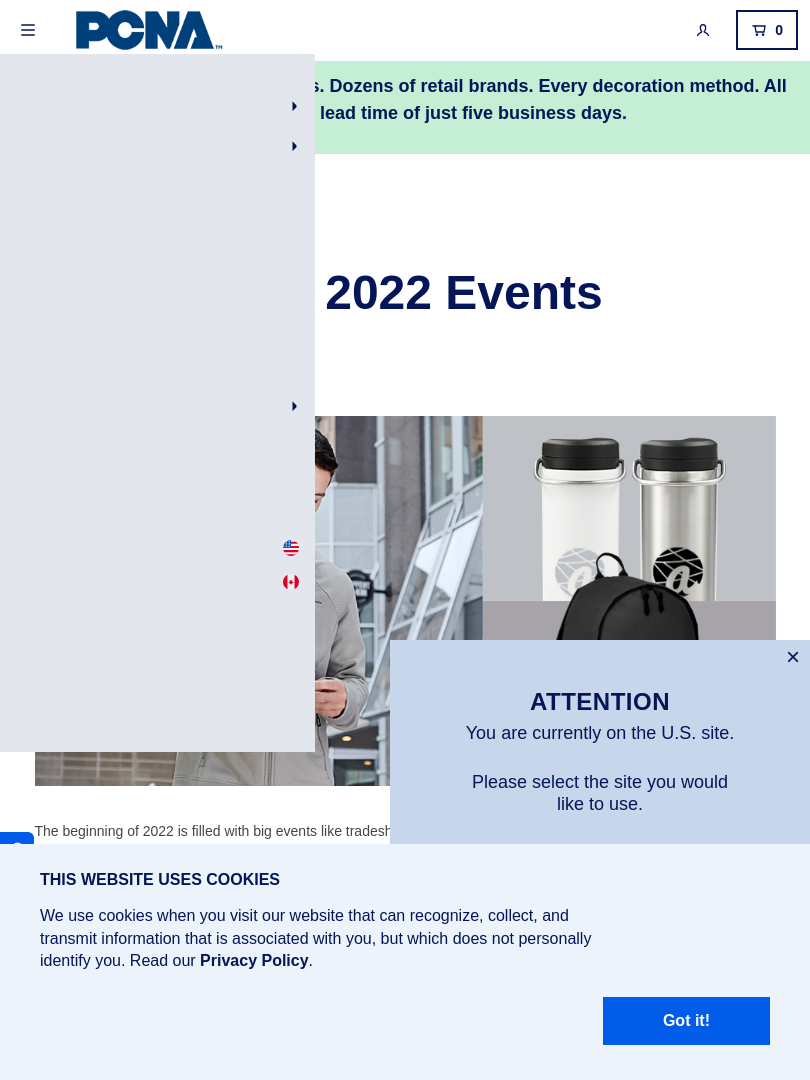 PCNA™
0
s. Dozens of retail brands. Every decoration method. All
lead time of just five business days.
2022 Events
a
a
ATTENTION
You are currently on the U.S. site.
Please select the site you would
like to use.
The beginning of 2022 is filled with big events like tradesh
THIS WEBSITE USES COOKIES
We use cookies when you visit our website that can recognize, collect, and
transmit information that is associated with you, but which does not personally
identify you. Read our Privacy Policy.
Got it!